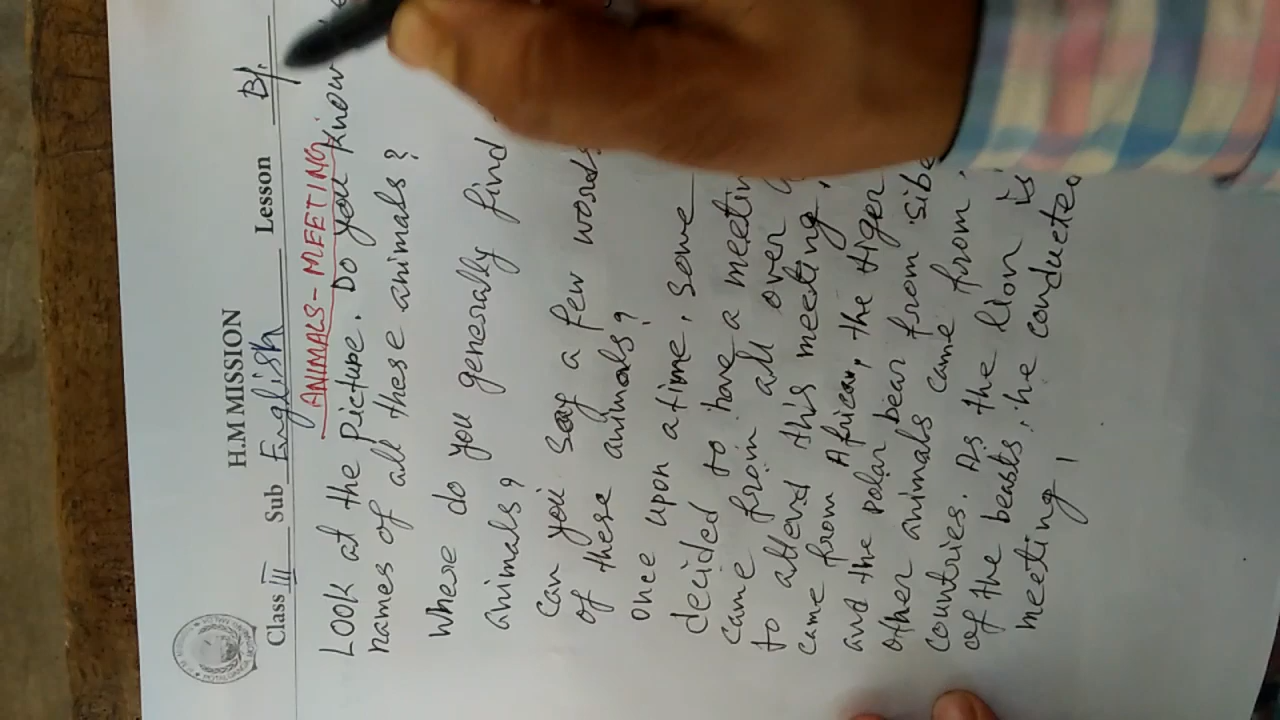 H.M MISSION
Class III Sub English Lesson By.
ANIMALS-MEETING
Look at the picture. Do you know
names of all these animals?
Where do you generally find
animals?
Can you say a few words
of these animals?
once upon a time, some
decided to have a
came from all over
to attend this meeting,
came from Africa, the tiger
and the polar bear from
other animals came from,
countries. As the lion is
of the beasts, he conducted
meeting!